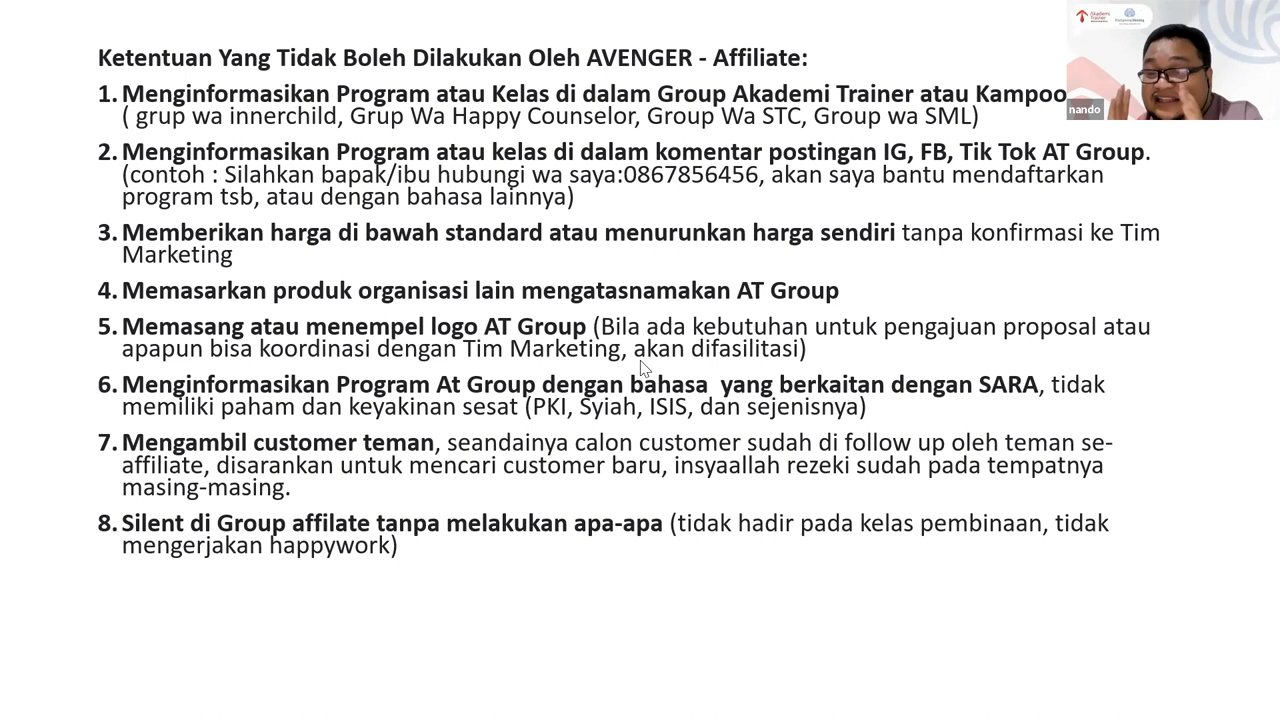 Ketentuan Yang Tidak Boleh Dilakukan Oleh AVENGER - Affiliate:
1. Menginformasikan Program atau Kelas di dalam Group Akademi Trainer atau Kampoo
( grup wa innerchild, Grup Wa Happy Counselor, Group Wa STC, Group wa SML)
2. Menginformasikan Program atau kelas di dalam komentar postingan IG, FB, Tik Tok AT Group.
(contoh : Silahkan bapak/ibu hubungi wa saya:0867856456, akan saya bantu mendaftarkan
program tsb, atau dengan bahasa lainnya)
3. Memberikan harga di bawah standard atau menurunkan harga sendiri tanpa konfirmasi ke Tim
Marketing
4. Memasarkan produk organisasi lain mengatasnamakan AT Group
5. Memasang atau menempel logo AT Group (Bila ada kebutuhan untuk pengajuan proposal atau
apapun bisa koordinasi dengan Tim Marketing, akan difasilitasi)
6. Menginformasikan Program At Group dengan bahasa  yang berkaitan dengan SARA, tidak
memiliki paham dan keyakinan sesat (PKI, Syiah, ISIS, dan sejenisnya)
7. Mengambil customer teman, seandainya calon customer sudah di follow up oleh teman se-
affiliate, disarankan untuk mencari customer baru, insyaallah rezeki sudah pada tempatnya
masing-masing.
8. Silent di Group affilate tanpa melakukan apa-apa (tidak hadir pada kelas pembinaan, tidak
mengerjakan happywork)
Akademi
Trainer
nando